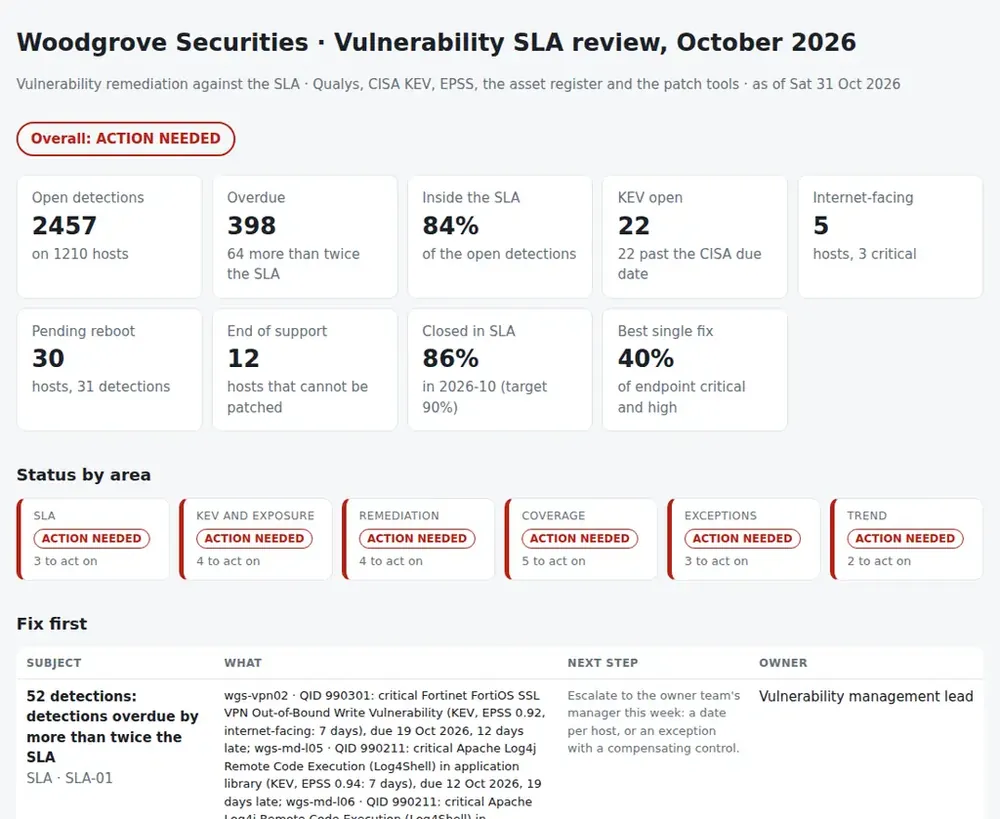 Woodgrove Securities · Vulnerability SLA review, October 2026
Vulnerability remediation against the SLA · Qualys, CISA KEV, EPSS, the asset register and the patch tools · as of Sat 31 Oct 2026
Overall: ACTION NEEDED
Open detections
2457
on 1210 hosts
Overdue
398
64 more than twice
the SLA
Inside the SLA
84%
of the open detections
KEV open
22
22 past the CISA due
date
Internet-facing
5
hosts, 3 critical
Pending reboot
30
hosts, 31 detections
End of support
12
hosts that cannot be
patched
Closed in SLA
86%
in 2026-10 (target
90%)
Best single fix
40%
of endpoint critical
and high
Status by area
SLA
ACTION NEEDED
3 to act on
KEV AND EXPOSURE
ACTION NEEDED
4 to act on
REMEDIATION
ACTION NEEDED
4 to act on
COVERAGE
ACTION NEEDED
5 to act on
EXCEPTIONS
ACTION NEEDED
3 to act on
TREND
ACTION NEEDED
2 to act on
Fix first
SUBJECT
WHAT
NEXT STEP
OWNER
52 detections:
detections overdue by
more than twice the
SLA
SLA · SLA-01
wgs-vpn02 · QID 990301: critical Fortinet FortiOS SSL
VPN Out-of-Bound Write Vulnerability (KEV, EPSS 0.92,
internet-facing: 7 days), due 19 Oct 2026, 12 days
late; wgs-md-l05 · QID 990211: critical Apache Log4j
Remote Code Execution (Log4Shell) in application
library (KEV, EPSS 0.94: 7 days), due 12 Oct 2026, 19
days late; wgs-md-l06 · QID 990211: critical Apache
Log4j Remote Code Execution (Log4Shell) in
Escalate to the owner team's
manager this week: a date
per host, or an exception
with a compensating control.
Vulnerability management lead